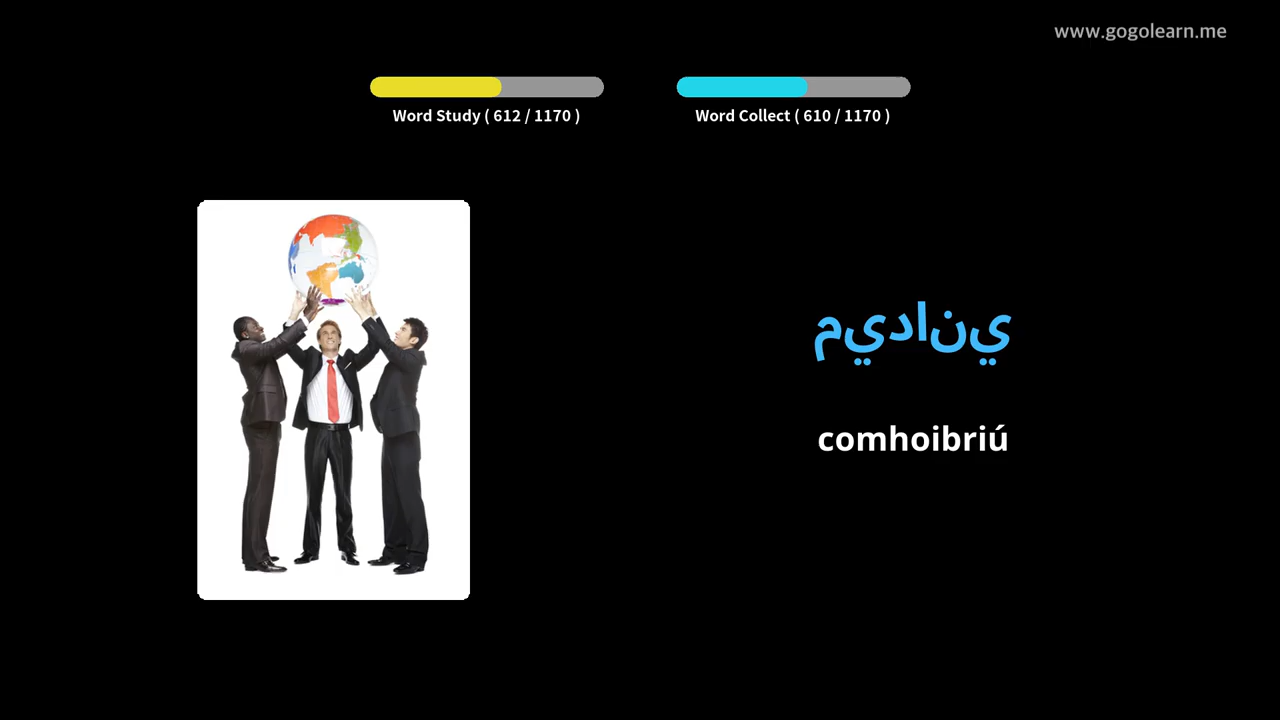 www.gogolearn.me
Word Study ( 612 / 1170 )
Word Collect ( 610 / 1170 )
ميداني
comhoibriú